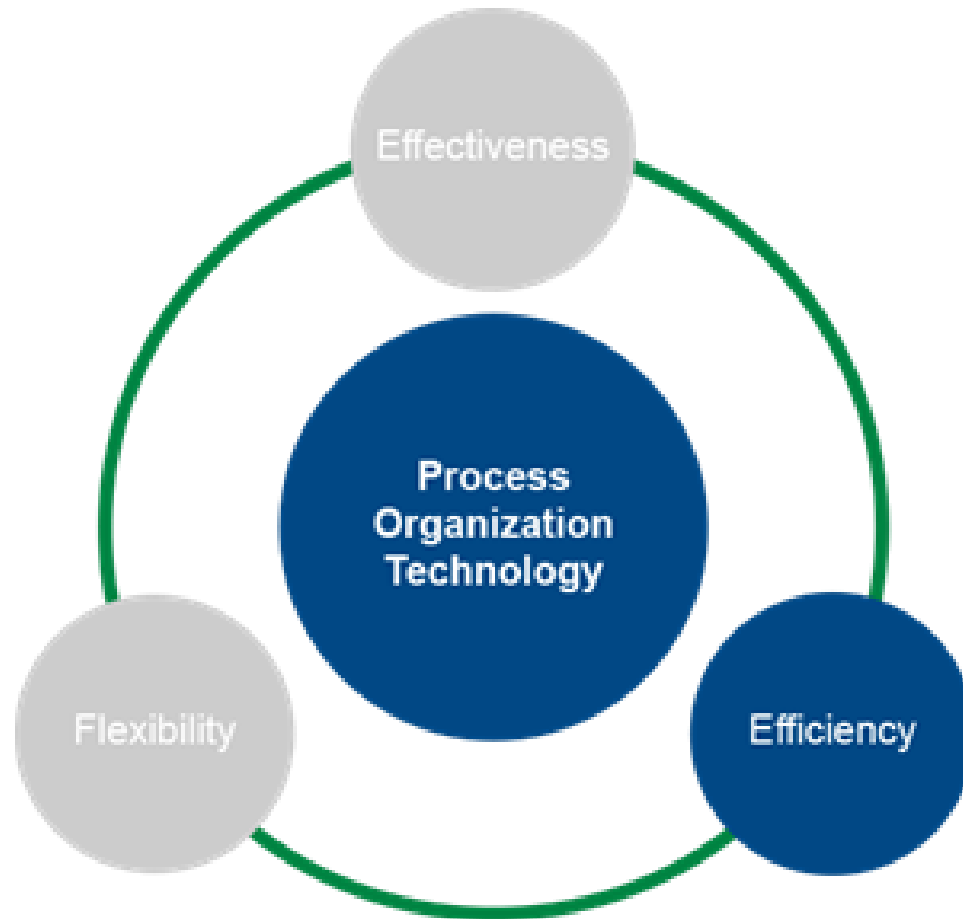 Effectiveness
Process
Organization
Technology
Flexibility
Efficiency